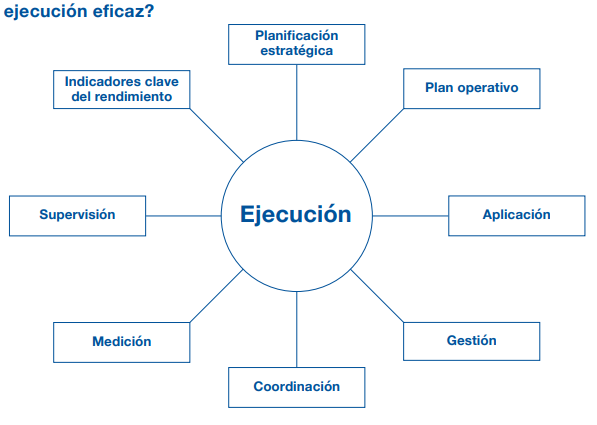 ejecución eficaz?
Planificación
estratégica
Indicadores clave
del rendimiento
Plan operativo
Supervisión
Ejecución
Aplicación
Medición
Gestión
Coordinación